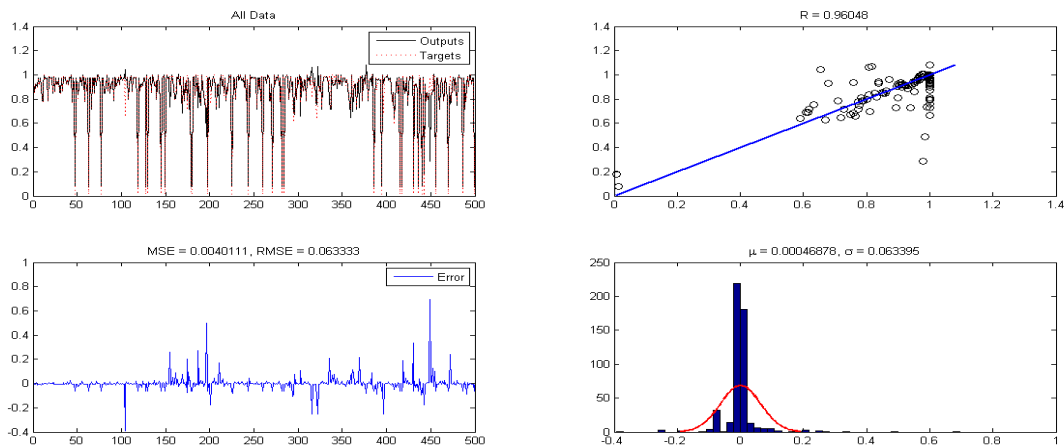 All Data
1.4
1.2
1
0.8
0.6
0.4
0.2
0
Outputs
Targets
0 50 100 150 200 250 300 350 400 450 500
R = 0.96048
1.4
1.2
1
0.8
0.6
0.4
0.2
0
0 0.2 0.4 0.6 0.8 1 1.2 1.4
MSE = 0.0040111, RMSE = 0.063333
1
0.8
0.6
0.4
0.2
0
-0.2
-0.4
Error
0 50 100 150 200 250 300 350 400 450 500
μ = 0.00046878, σ = 0.063395
250
200
150
100
50
0
-0.4 -0.2 0 0.2 0.4 0.6 0.8 1